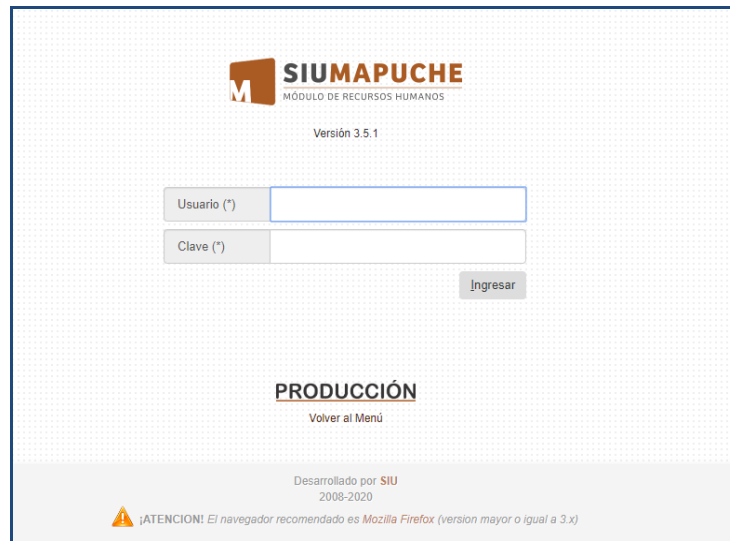 M
SIUMAPUCHE
MÓDULO DE RECURSOS HUMANOS
Versión 3.5.1
Usuario (*)
Clave (*)
Ingresar
PRODUCCIÓN
Volver al Menú
Desarrollado por SIU
2008-2020
¡ATENCION! El navegador recomendado es Mozilla Firefox (version mayor o igual a 3.x)